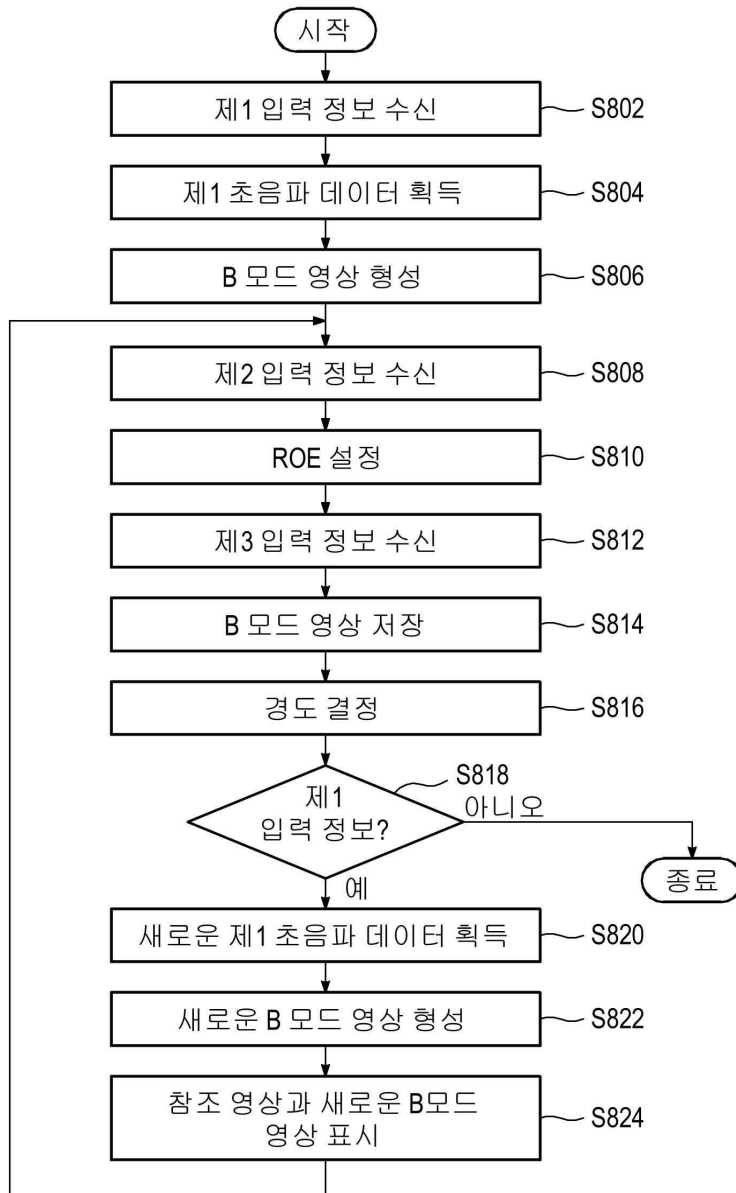 시작
제1 입력 정보 수신
S802
제1 초음파 데이터 획득
S804
B 모드 영상 형성
S806
제2 입력 정보 수신
S808
ROE 설정
S810
제3 입력 정보 수신
S812
B 모드 영상 저장
S814
경도 결정
S816
S818
제1
입력 정보?
아니오
종료
예
새로운 제1 초음파 데이터 획득
S820
새로운 B 모드 영상 형성
S822
참조 영상과 새로운 B모드
영상 표시
S824